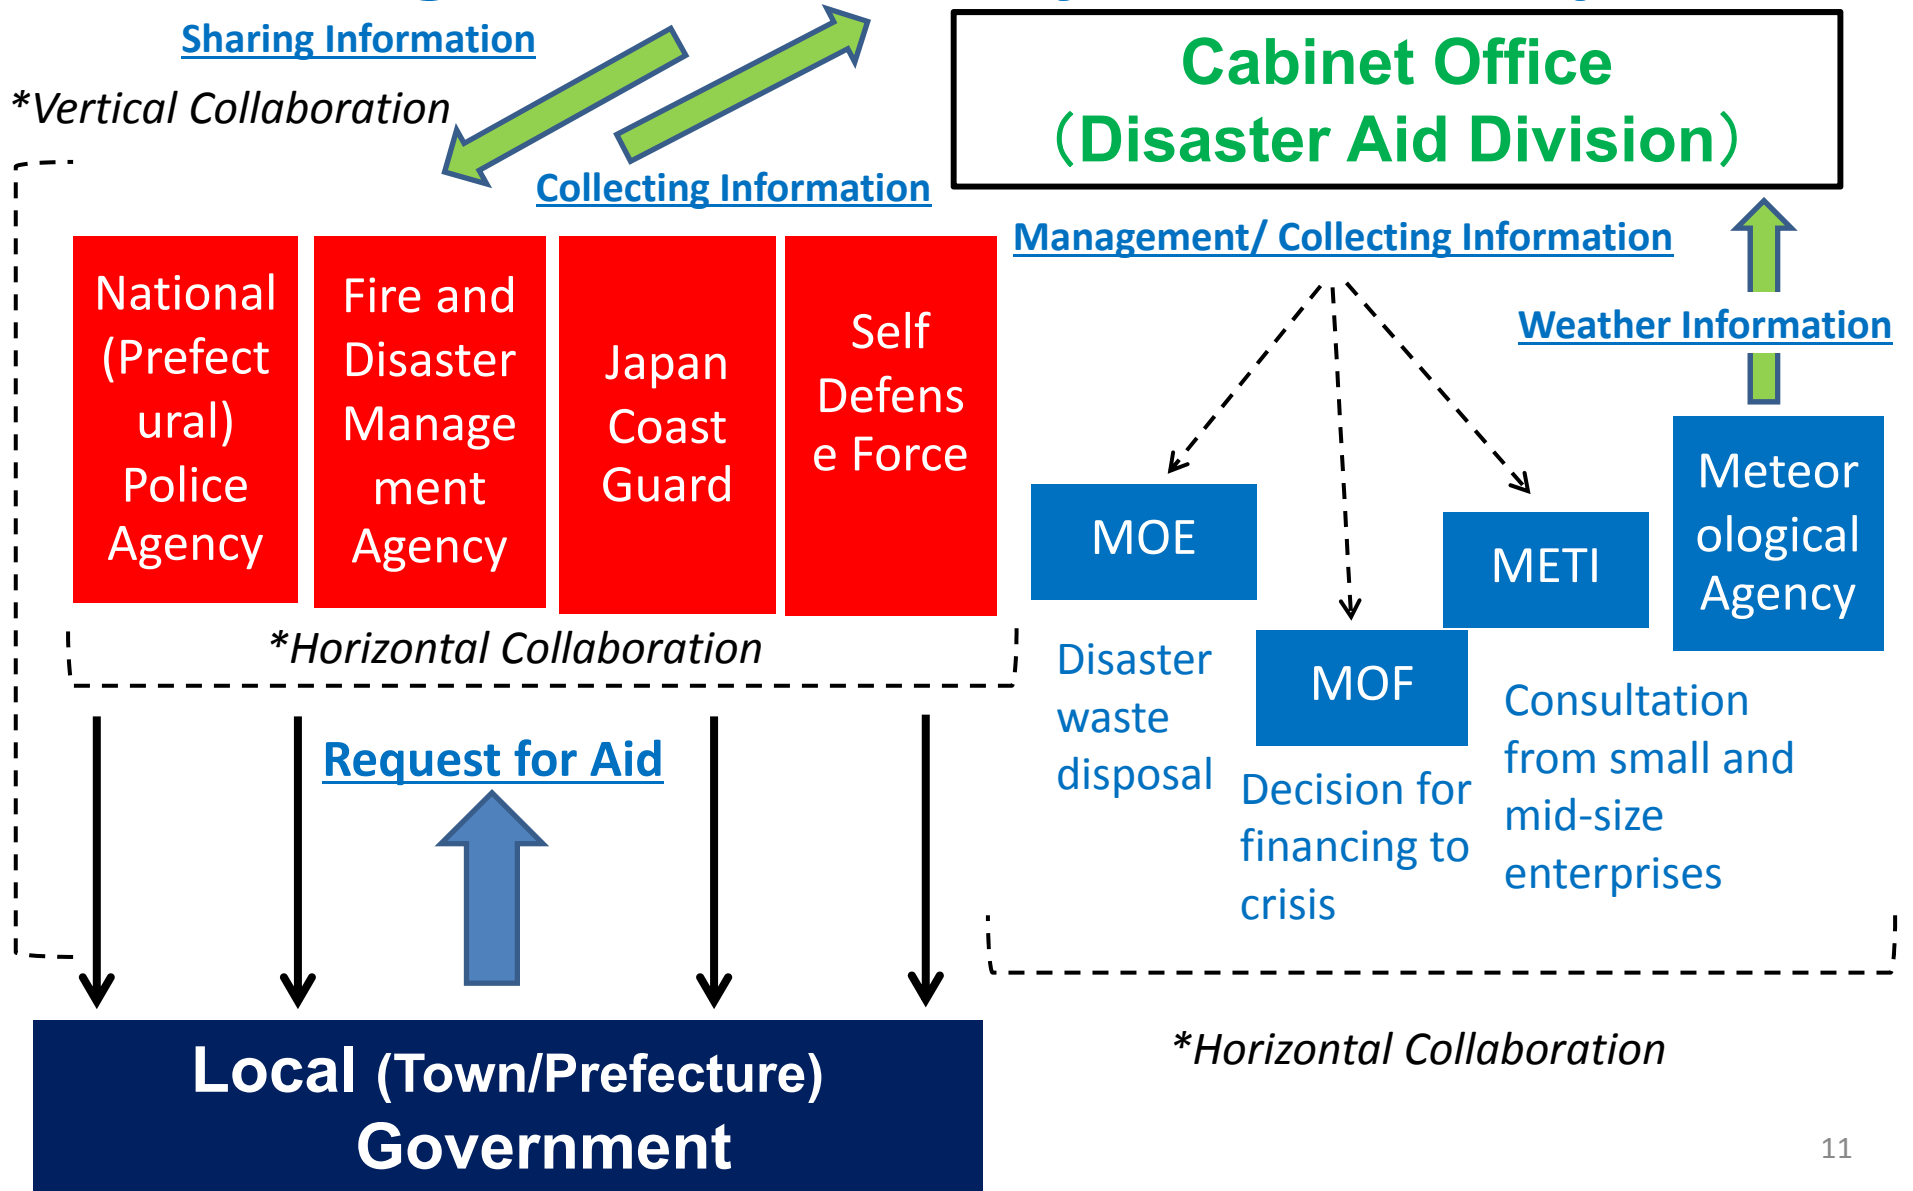 Sharing Information
*Vertical Collaboration
Collecting Information
Cabinet Office
（Disaster Aid Division）
Management/ Collecting Information
Weather Information
National
(Prefect
ural)
Police
Agency
Fire and
Disaster
Manage
ment
Agency
Japan
Coast
Guard
Self
Defens
e Force
MOE
MOF
METI
Meteor
ological
Agency
*Horizontal Collaboration
Disaster
waste
disposal
Decision for
financing to
crisis
Consultation
from small and
mid-size
enterprises
Request for Aid
*Horizontal Collaboration
Local (Town/Prefecture)
Government
11